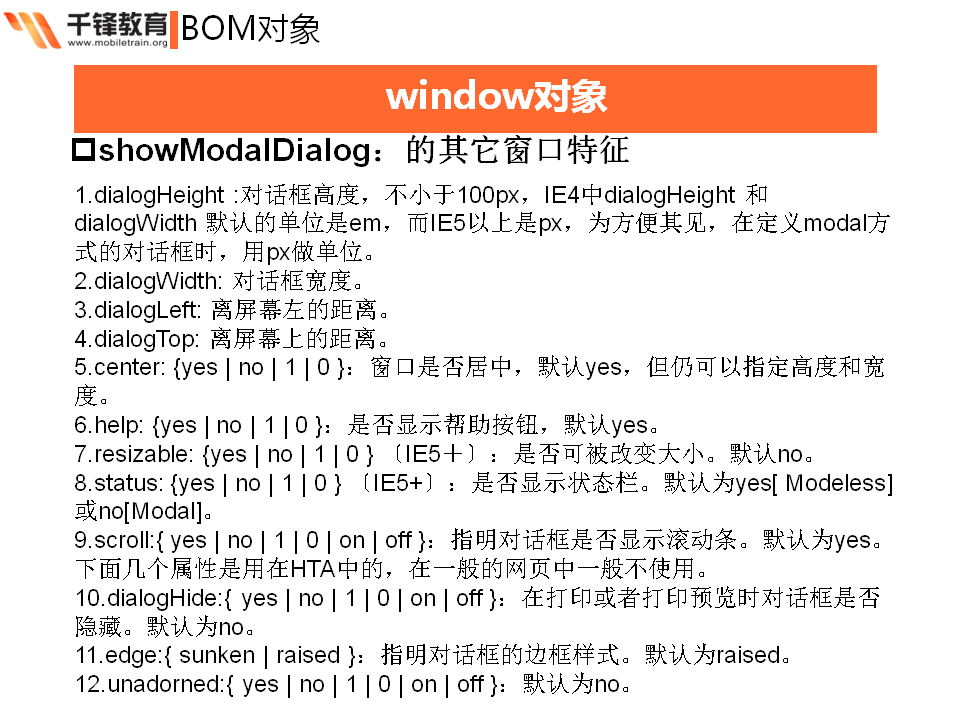 千锋教育 BOM对象
www.mobiletrain.org
window对象
showModalDialog：的其它窗口特征
1.dialogHeight :对话框高度，不小于100px，IE4中dialogHeight 和
dialogWidth 默认的单位是em，而IE5以上是px，为方便其见，在定义modal方
式的对话框时，用px做单位。
2.dialogWidth: 对话框宽度。
3.dialogLeft: 离屏幕左的距离。
4.dialogTop: 离屏幕上的距离。
5.center: {yes | no | 1 | 0 }：窗口是否居中，默认yes，但仍可以指定高度和宽
度。
6.help: {yes | no | 1 | 0 }：是否显示帮助按钮，默认yes。
7.resizable: {yes | no | 1 | 0 } 〔IE5＋〕：是否可被改变大小。默认no。
8.status: {yes | no | 1 | 0 } 〔IE5+〕：是否显示状态栏。默认为yes[ Modeless]
或no[Modal]。
9.scroll:{ yes | no | 1 | 0 | on | off }：指明对话框是否显示滚动条。默认为yes。
下面几个属性是用在HTA中的，在一般的网页中一般不使用。
10.dialogHide:{ yes | no | 1 | 0 | on | off }：在打印或者打印预览时对话框是否
隐藏。默认为no。
11.edge:{ sunken | raised }：指明对话框的边框样式。默认为raised。
12.unadorned:{ yes | no | 1 | 0 | on | off }：默认为no。